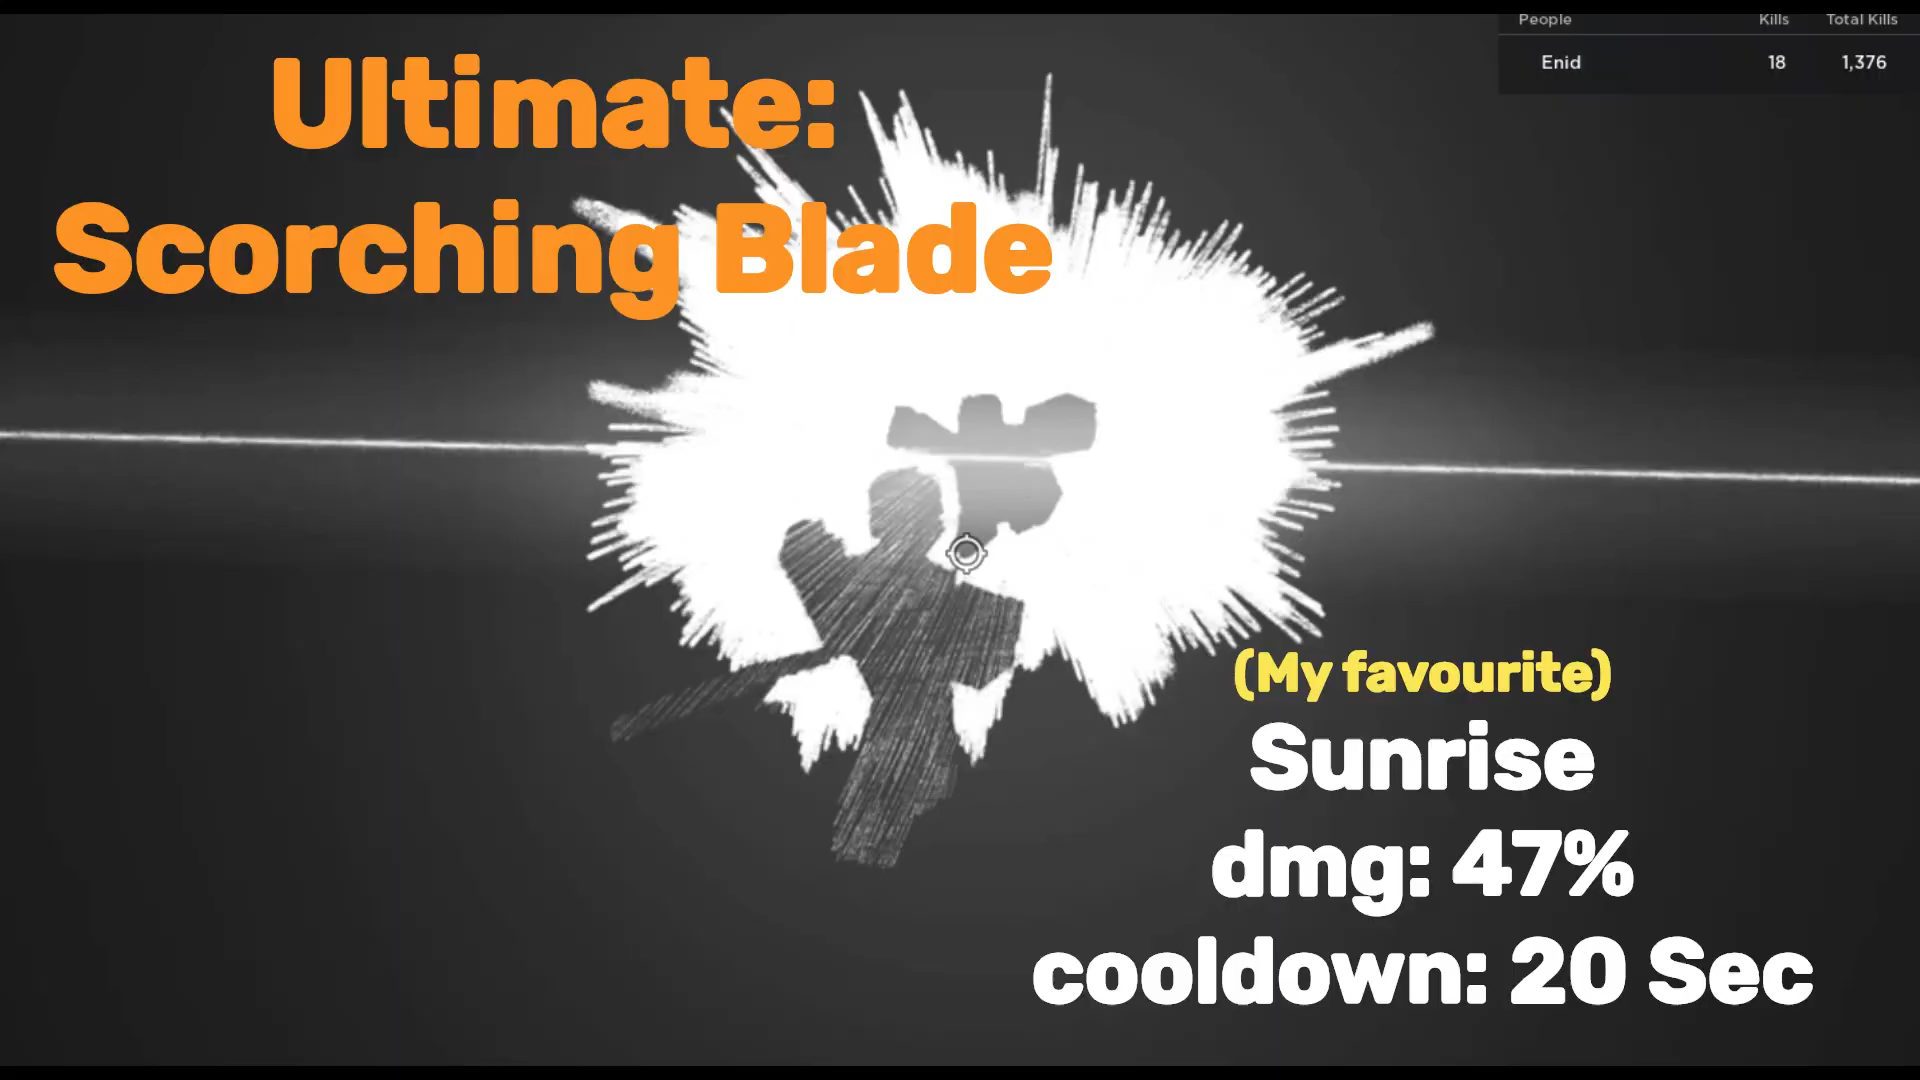 People Kills Total Kills
Enid 18 1,376
Ultimate:
Scorching Blade
(My favourite)
Sunrise
dmg: 47%
cooldown: 20 Sec